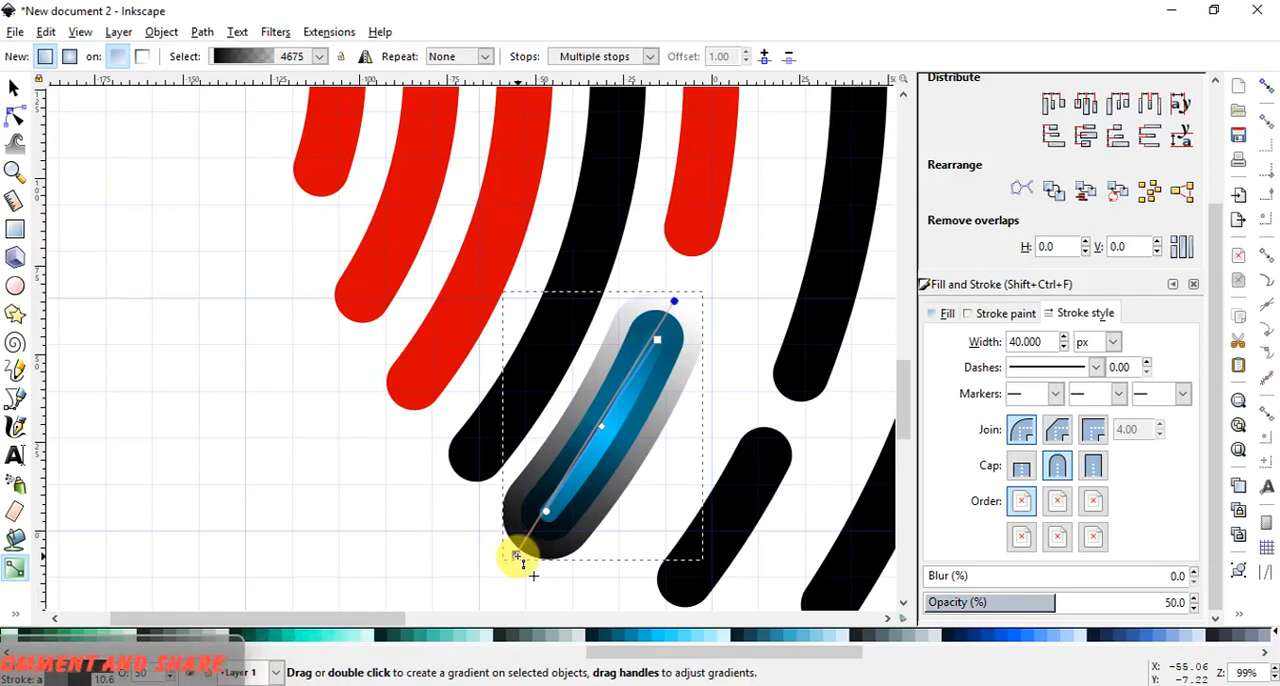 *New document 2 - Inkscape
File Edit View Layer Object Path Text Filters Extensions Help
New: on: Select: 4675 Repeat: None Stops: Multiple stops Offset: 1.00
Distribute
Rearrange
Remove overlaps
H: 0.0 V: 0.0
Fill and Stroke (Shift+Ctrl+F)
Fill Stroke paint Stroke style
Width: 40.000 px
Dashes: 0.00
Markers:
Join: 4.00
Cap:
Order:
Blur (%) 0.0
Opacity (%) 50.0
OMMENT AND SHARE
Stroke: a 10.6 O: 50 Layer 1 Drag or double click to create a gradient on selected objects, drag handles to adjust gradients.
X: -55.06
Y: -7.22
Z: 99%